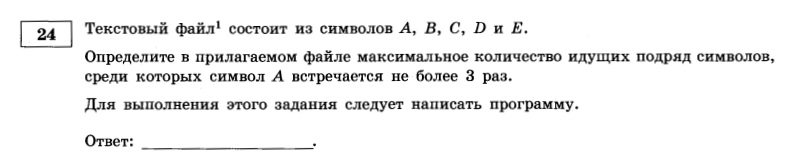 24
Текстовый файл¹ состоит из символов A, B, C, D и E.
Определите в прилагаемом файле максимальное количество идущих подряд символов,
среди которых символ A встречается не более 3 раз.
Для выполнения этого задания следует написать программу.
Ответ: ____________________.